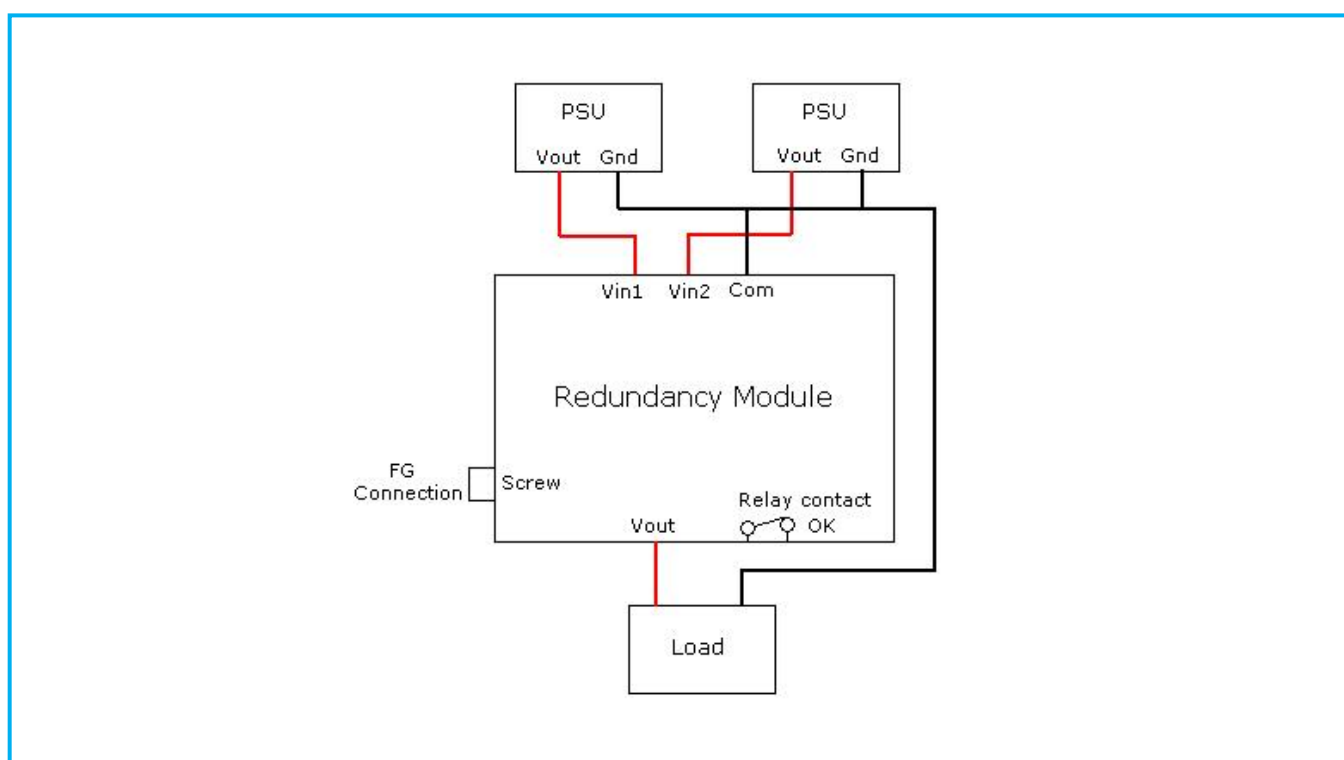 PSU
PSU
Vout Gnd
Vout Gnd
Vin1 Vin2 Com
Redundancy Module
FG
Connection
Screw
Relay contact
OK
Vout
Load